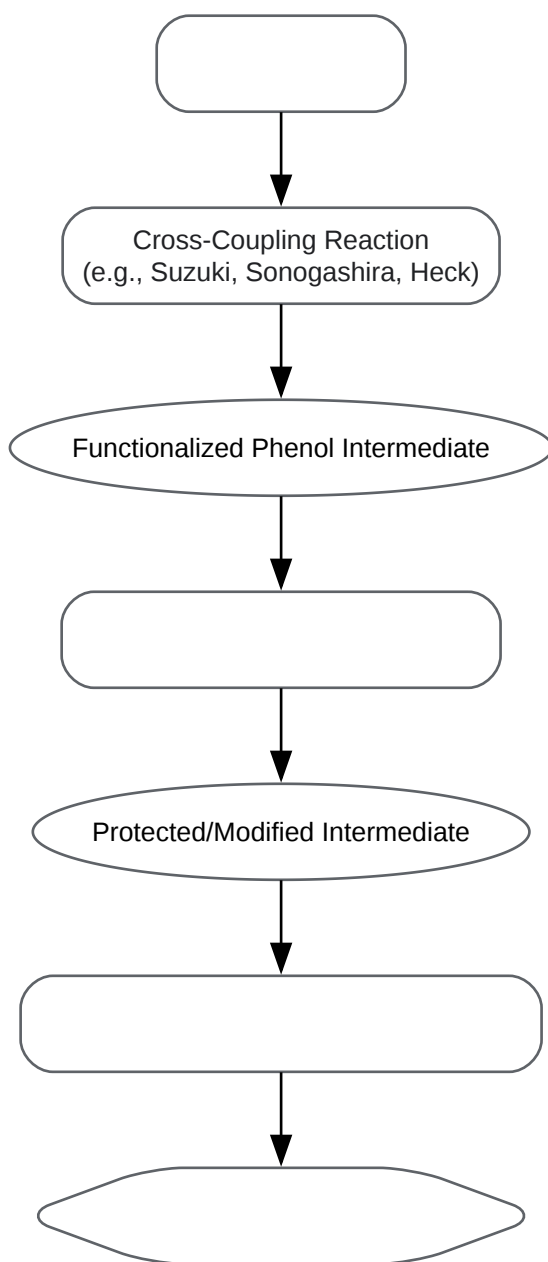 Cross-Coupling Reaction
(e.g., Suzuki, Sonogashira, Heck)
Functionalized Phenol Intermediate
Protected/Modified Intermediate